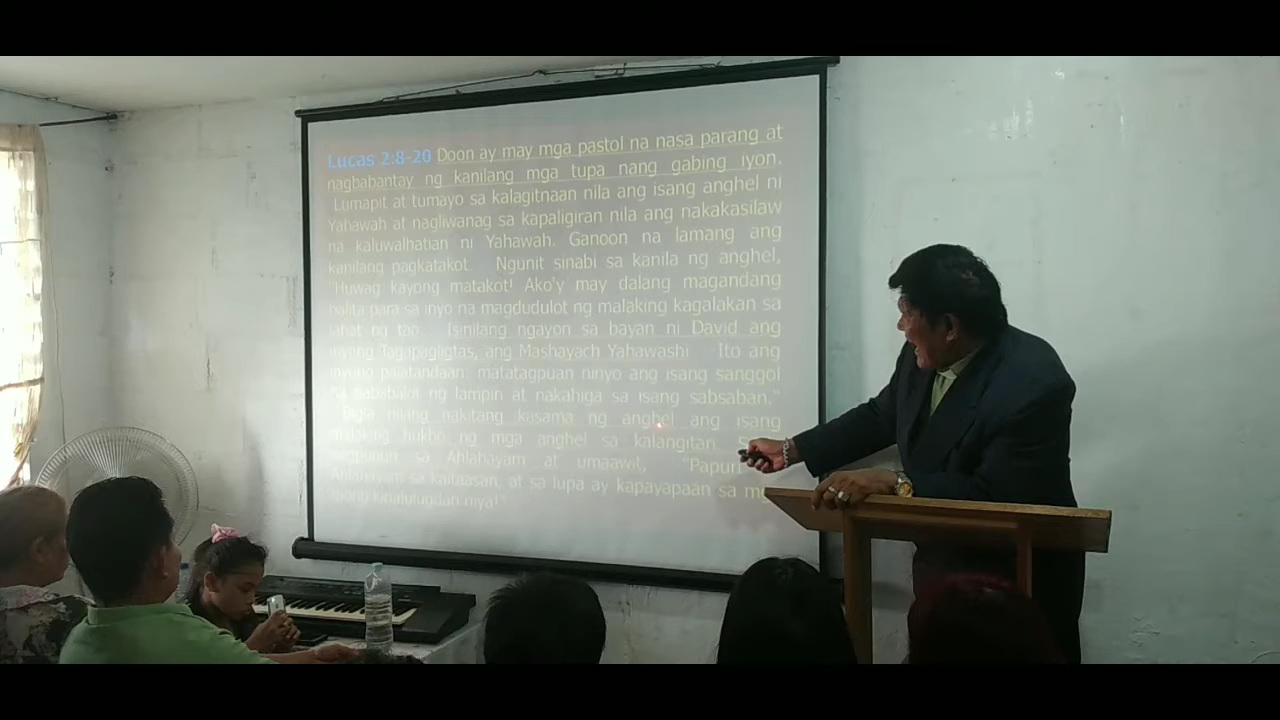 Lucas 2:8-20 Doon ay may mga pastol na nasa parang at
nagbabantay ng kanilang mga tupa nang gabing iyon.
Lumapit at tumayo sa kalagitnaan nila ang isang anghel ni
Yahawah at nagliwanag sa kapaligiran nila ang nakakasilaw
na kaluwalhatian ni Yahawah. Ganoon na lamang ang
kanilang pagkatakot. Ngunit sinabi sa kanila ng anghel,
"Huwag kayong matakot! Ako'y may dalang magandang
balita para sa inyo na magdudulot ng malaking kagalakan sa
lahat ng tao. Isinilang ngayon sa bayan ni David ang
inyong Tagapagligtas, ang Mashayach Yahawashi Ito ang
inyong palatandaan: matatagpuan ninyo ang isang sanggol
na nababalot ng lampin at nakahiga sa isang sabsaban."
Bigla nilang nakitang kasama ng anghel ang isang
malaking hukbo ng mga anghel sa kalangitan.
sa Ahlahayam at umaawit, "Papuri
Ahlahayam sa kaitaasan, at sa lupa ay kapayapaan sa
taong kinalulugdan niya!"